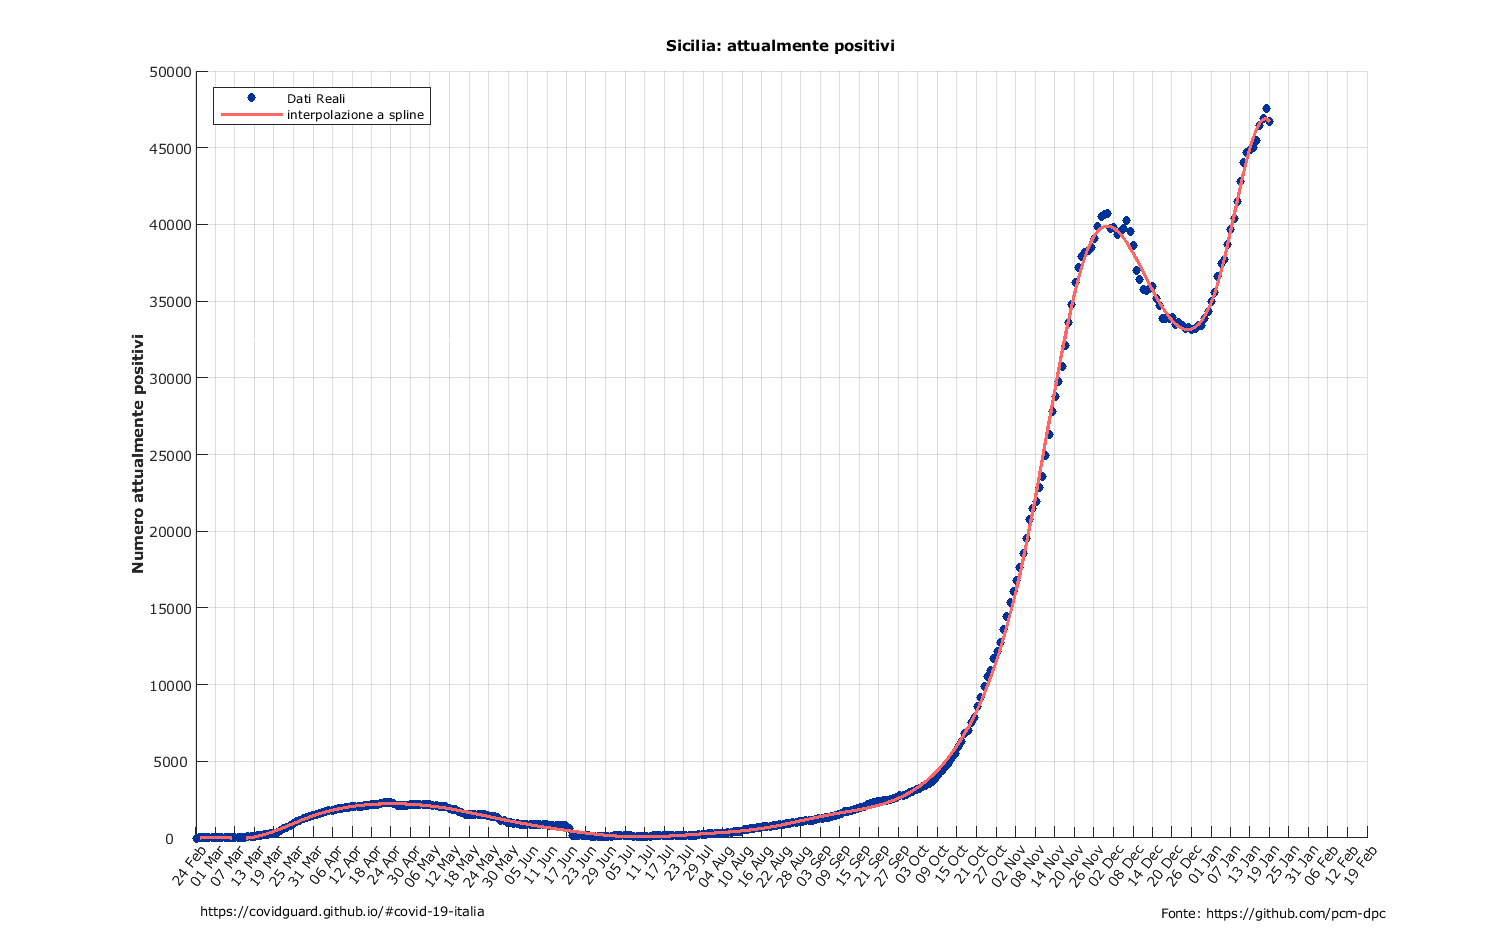 Sicilia: attualmente positivi
Dati Reali
interpolazione a spline
Numero attualmente positivi
50000
45000
40000
35000
30000
25000
20000
15000
10000
5000
0
24 Feb
01 Mar
07 Mar
13 Mar
19 Mar
25 Mar
31 Mar
06 Apr
12 Apr
18 Apr
24 Apr
30 Apr
06 May
12 May
18 May
24 May
30 May
05 Jun
11 Jun
17 Jun
23 Jun
29 Jun
05 Jul
11 Jul
17 Jul
23 Jul
29 Jul
04 Aug
10 Aug
16 Aug
22 Aug
28 Aug
03 Sep
09 Sep
15 Sep
21 Sep
27 Sep
03 Oct
09 Oct
15 Oct
21 Oct
27 Oct
02 Nov
08 Nov
14 Nov
20 Nov
26 Nov
02 Dec
08 Dec
14 Dec
20 Dec
26 Dec
01 Jan
07 Jan
13 Jan
19 Jan
25 Jan
31 Jan
06 Feb
12 Feb
19 Feb
https://covidguard.github.io/#covid-19-italia
Fonte: https://github.com/pcm-dpc